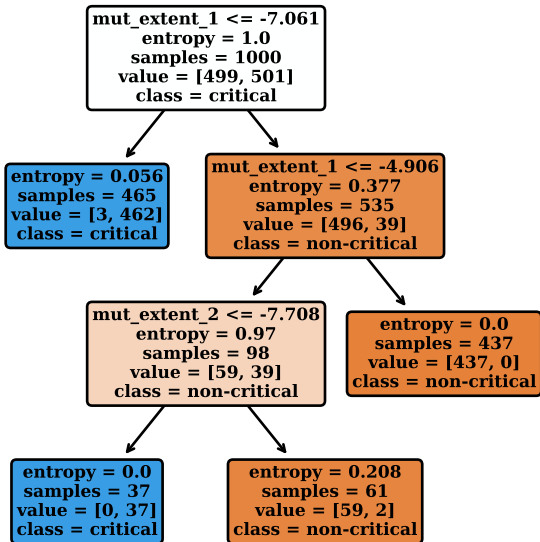 mut_extent_1 <= -7.061
entropy = 1.0
samples = 1000
value = [499, 501]
class = critical
entropy = 0.056
samples = 465
value = [3, 462]
class = critical
mut_extent_1 <= -4.906
entropy = 0.377
samples = 535
value = [496, 39]
class = non-critical
mut_extent_2 <= -7.708
entropy = 0.97
samples = 98
value = [59, 39]
class = non-critical
entropy = 0.0
samples = 437
value = [437, 0]
class = non-critical
entropy = 0.0
samples = 37
value = [0, 37]
class = critical
entropy = 0.208
samples = 61
value = [59, 2]
class = non-critical